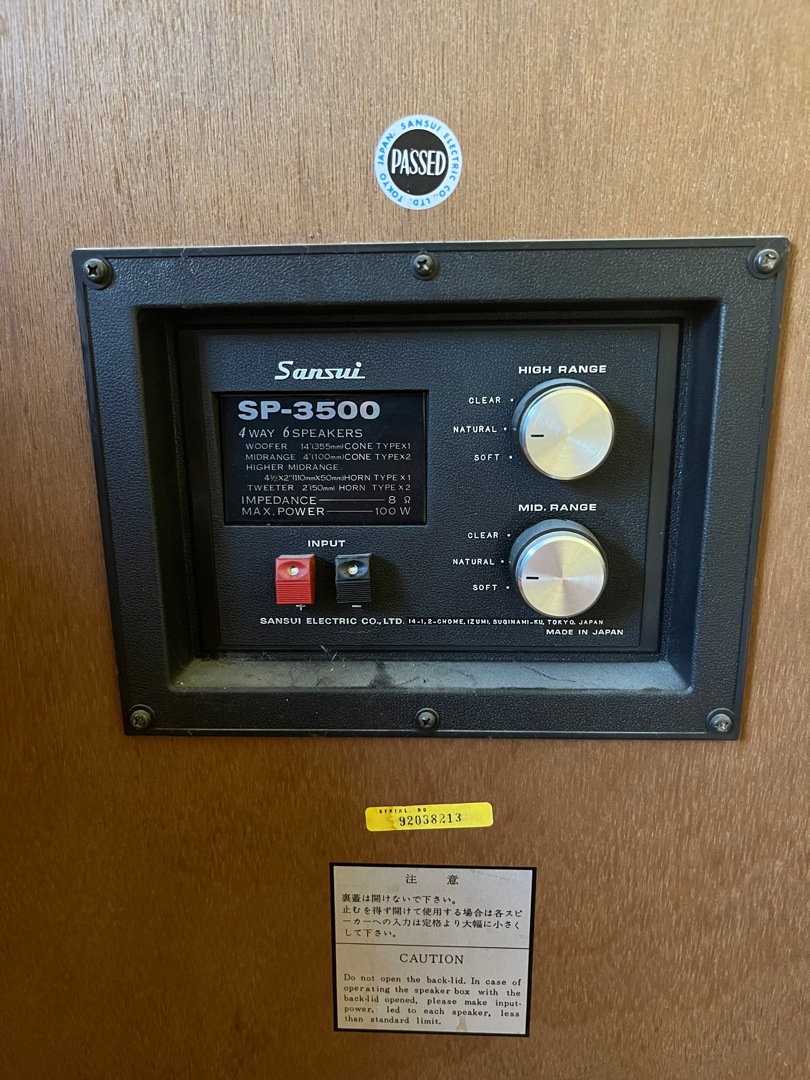 SANSUI ELECTRIC CO., LTD. TOKYO JAPAN.
PASSED
Sansui
SP-3500
4 WAY 6 SPEAKERS
WOOFER 14"(355mm) CONE TYPE X1
MIDRANGE 4"(100mm) CONE TYPE X2
HIGHER MIDRANGE
4½X2"(110mmX50mm) HORN TYPE X1
TWEETER 2"(50mm) HORN TYPE X2
IMPEDANCE 8 Ω
MAX. POWER 100 W
INPUT
+ −
HIGH RANGE
CLEAR
NATURAL
SOFT
MID. RANGE
CLEAR
NATURAL
SOFT
SANSUI ELECTRIC CO., LTD. 14-1, 2-CHOME, IZUMI, SUGINAMI-KU, TOKYO, JAPAN
MADE IN JAPAN
SERIAL. NO
92038213
注 意
裏蓋は開けないで下さい。
止むを得ず開けて使用する場合は各スピ
ーカーへの入力は定格より大幅に小さく
して下さい。
CAUTION
Do not open the back-lid. In case of
operating the speaker box with the
back-lid opened, please make input-
power, led to each speaker, less
than standard limit.